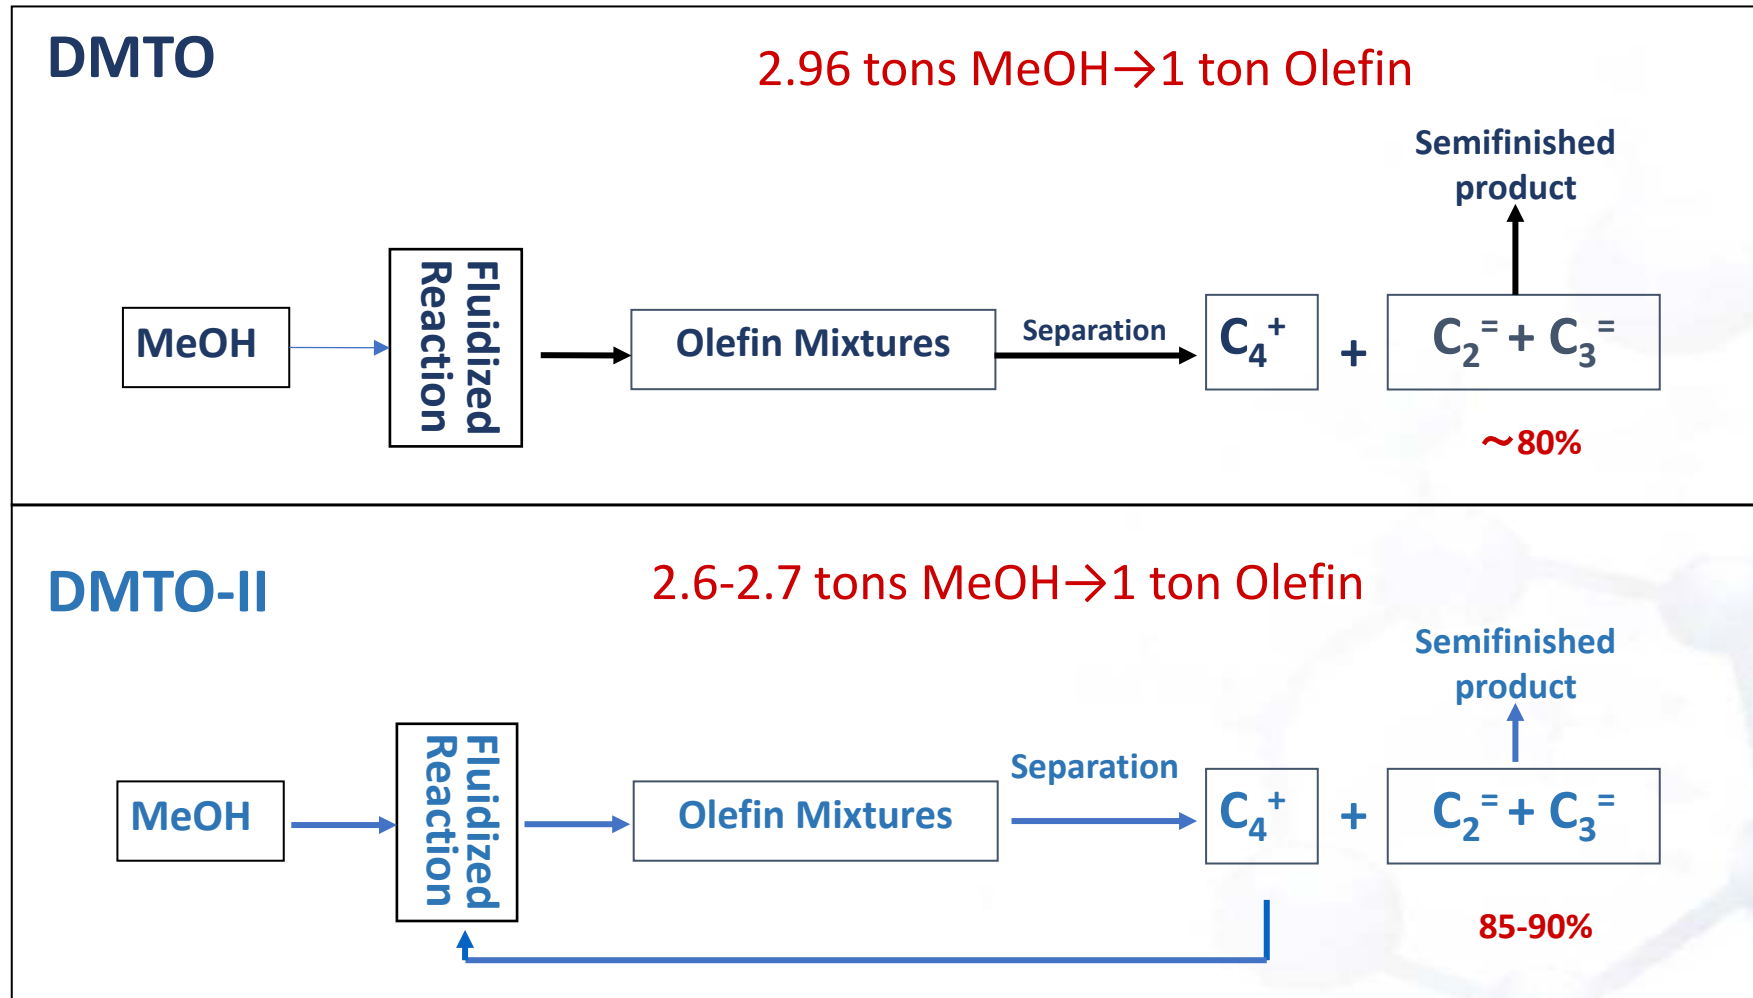 DMTO
2.96 tons MeOH→1 ton Olefin
Semifinished
product
MeOH
Fluidized
Reaction
Olefin Mixtures
Separation
C₄⁺
+
C₂⁼ + C₃⁼
～80%
DMTO-II
2.6-2.7 tons MeOH→1 ton Olefin
Semifinished
product
MeOH
Fluidized
Reaction
Olefin Mixtures
Separation
C₄⁺
+
C₂⁼ + C₃⁼
85-90%